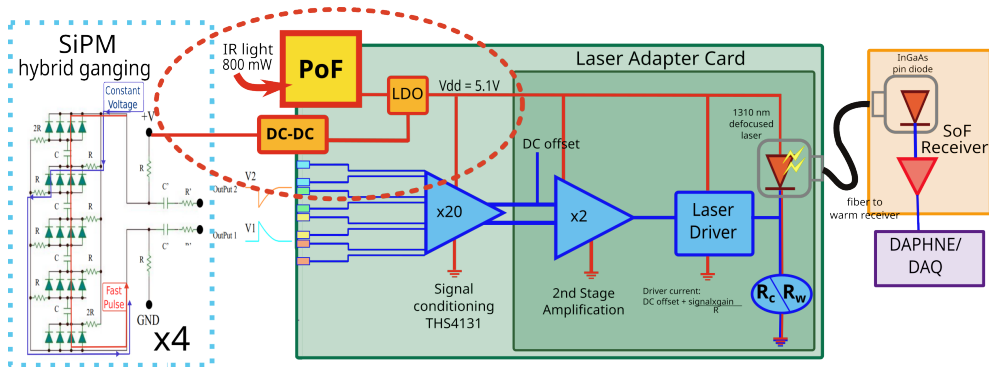 SiPM
hybrid ganging
Constant
Voltage
+V
2R
C
R
R
R
C
R
R
R
C
2R
R
C'
R'
C'
R'
R
Fast
Pulse
GND
x4
OutPut 2
V2
OutPut 1
V1
IR light
800 mW
PoF
LDO
DC-DC
Vdd = 5.1V
Laser Adapter Card
DC offset
x20
x2
Signal
conditioning
THS4131
2nd Stage
Amplification
Laser
Driver
Driver current:
DC offset + signalxgain
R
1310 nm
defocused
laser
Rc
Rw
InGaAs
pin diode
SoF
Receiver
fiber to
warm receiver
DAPHNE/
DAQ